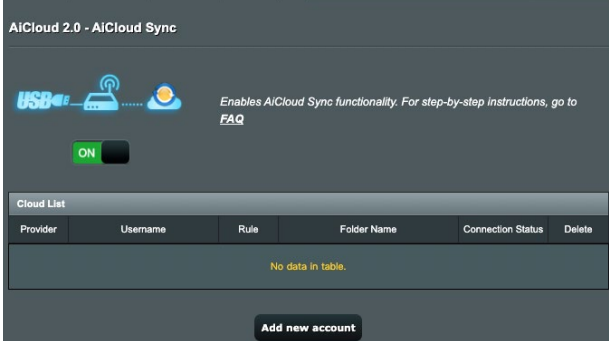 AiCloud 2.0 - AiCloud Sync
USB
Enables AiCloud Sync functionality. For step-by-step instructions, go to
FAQ
ON
Cloud List
Provider Username Rule Folder Name Connection Status Delete
No data in table.
Add new account